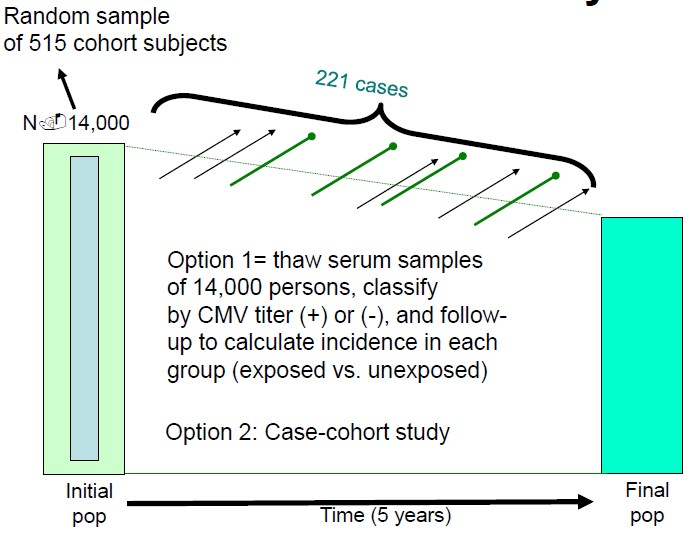 Random sample
of 515 cohort subjects
N 14,000
221 cases
Option 1= thaw serum samples
of 14,000 persons, classify
by CMV titer (+) or (-), and follow-
up to calculate incidence in each
group (exposed vs. unexposed)
Option 2: Case-cohort study
Initial
pop
Time (5 years)
Final
pop